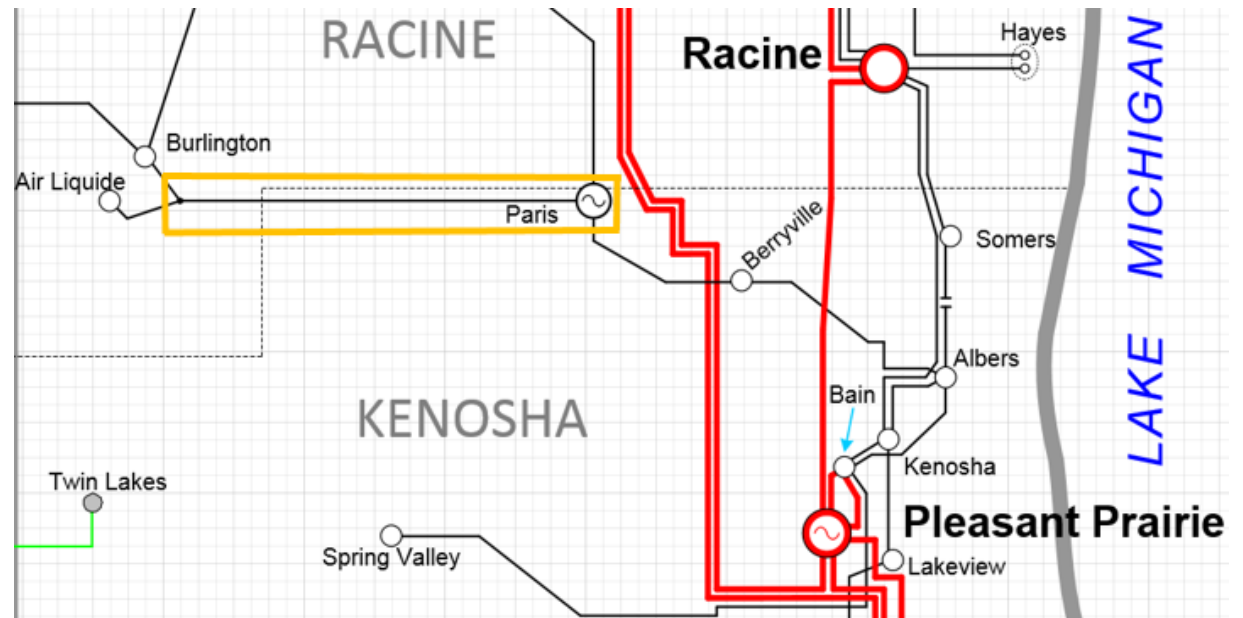 RACINE
Racine
Hayes
LAKE MICHIGAN
Burlington
Air Liquide
Paris
Berryville
Somers
Albers
Bain
KENOSHA
Kenosha
Twin Lakes
Pleasant Prairie
Spring Valley
Lakeview